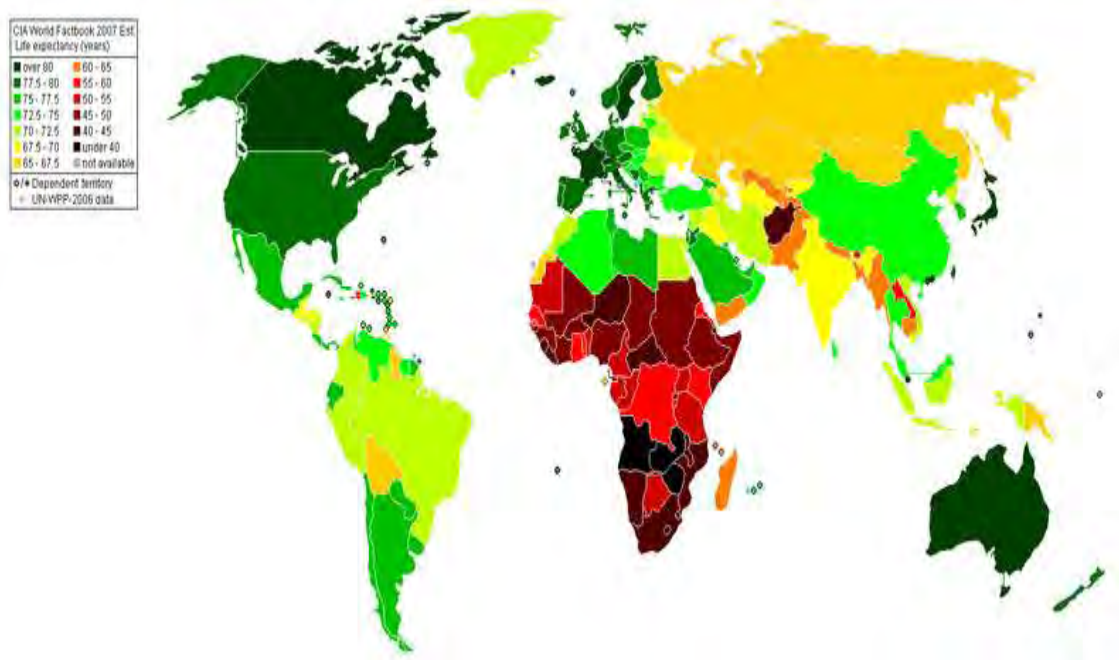 CIA World Factbook 2007 Est.
Life expectancy (years)
over 80
77.5 - 80
75 - 77.5
72.5 - 75
70 - 72.5
67.5 - 70
65 - 67.5
60 - 65
55 - 60
50 - 55
45 - 50
40 - 45
under 40
not available
Dependent territory
UN-WPP-2006 data